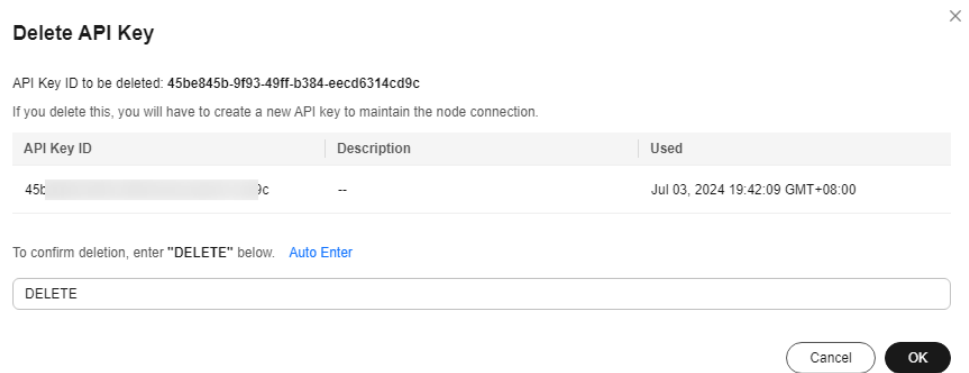 Delete API Key
API Key ID to be deleted: 45be845b-9f93-49ff-b384-eecd6314cd9c
If you delete this, you will have to create a new API key to maintain the node connection.
API Key ID Description Used
45b 9c -- Jul 03, 2024 19:42:09 GMT+08:00
To confirm deletion, enter "DELETE" below. Auto Enter
DELETE
Cancel OK